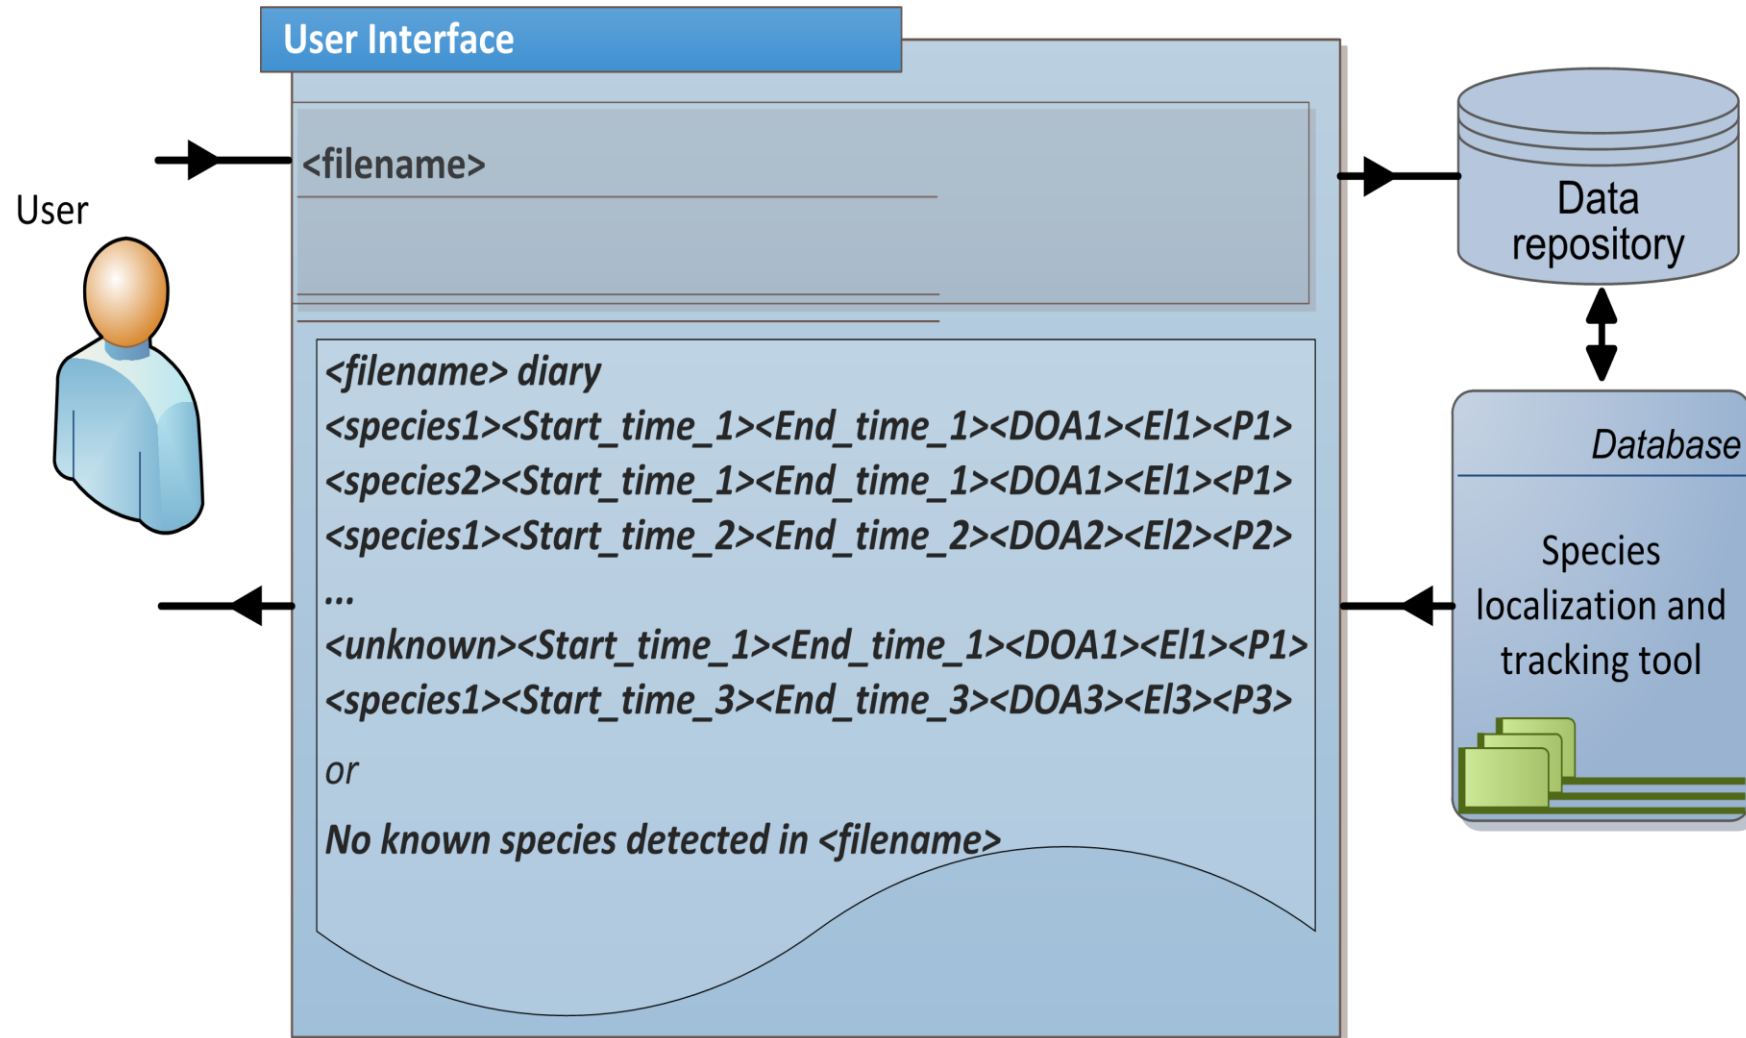 User Interface
<filename>
User
Data
repository
<filename> diary
<species1><Start_time_1><End_time_1><DOA1><El1><P1>
<species2><Start_time_1><End_time_1><DOA1><El1><P1>
<species1><Start_time_2><End_time_2><DOA2><El2><P2>
...
<unknown><Start_time_1><End_time_1><DOA1><El1><P1>
<species1><Start_time_3><End_time_3><DOA3><El3><P3>
or
No known species detected in <filename>
Database
Species
localization and
tracking tool